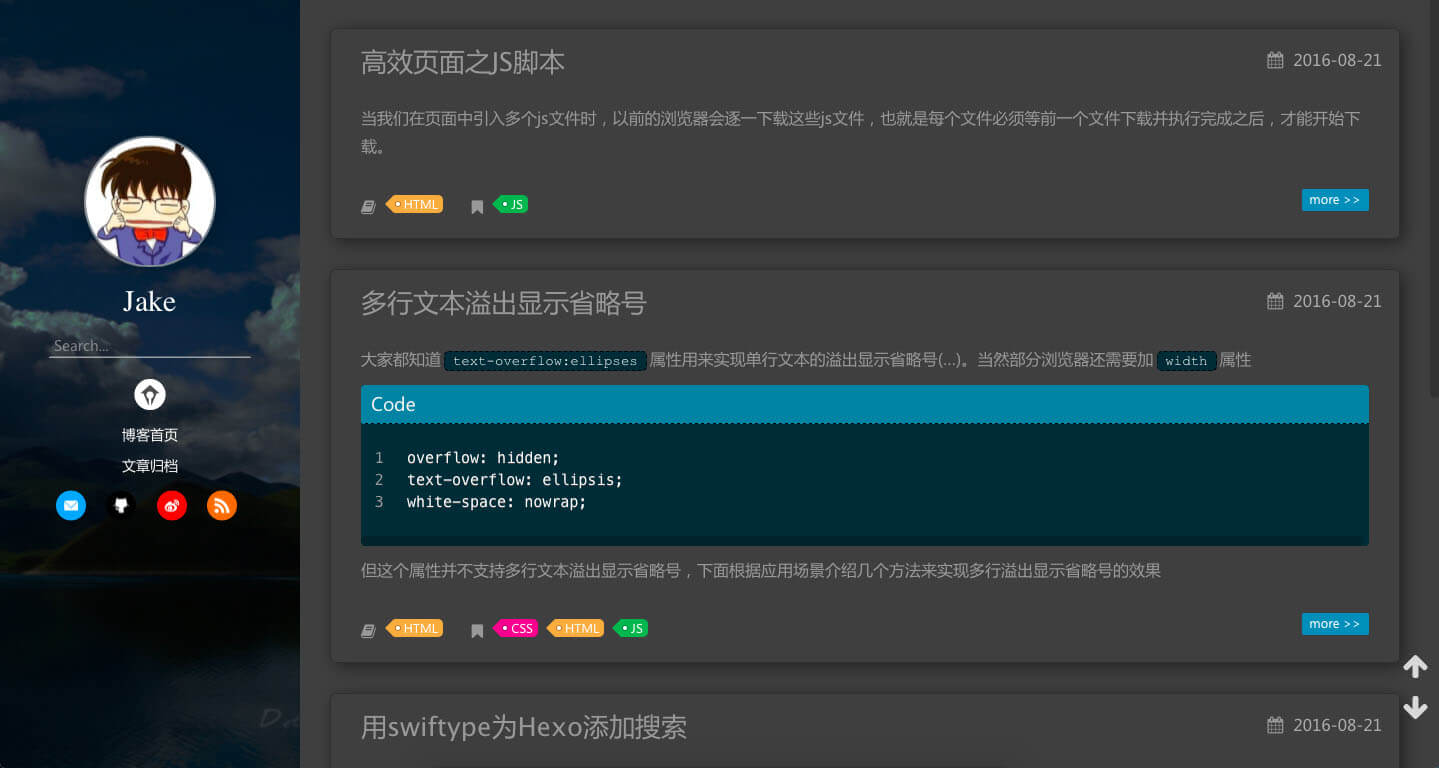 Jake
Search...
博客首页
文章归档
高效页面之JS脚本
2016-08-21
当我们在页面中引入多个js文件时，以前的浏览器会逐一下载这些js文件，也就是每个文件必须等前一个文件下载并执行完成之后，才能开始下
载。
HTML JS more >>
多行文本溢出显示省略号
2016-08-21
大家都知道 text-overflow:ellipses 属性用来实现单行文本的溢出显示省略号(...)。当然部分浏览器还需要加 width 属性
Code
1 overflow: hidden;
2 text-overflow: ellipsis;
3 white-space: nowrap;
但这个属性并不支持多行文本溢出显示省略号，下面根据应用场景介绍几个方法来实现多行溢出显示省略号的效果
HTML CSS HTML JS more >>
用swiftype为Hexo添加搜索
2016-08-21